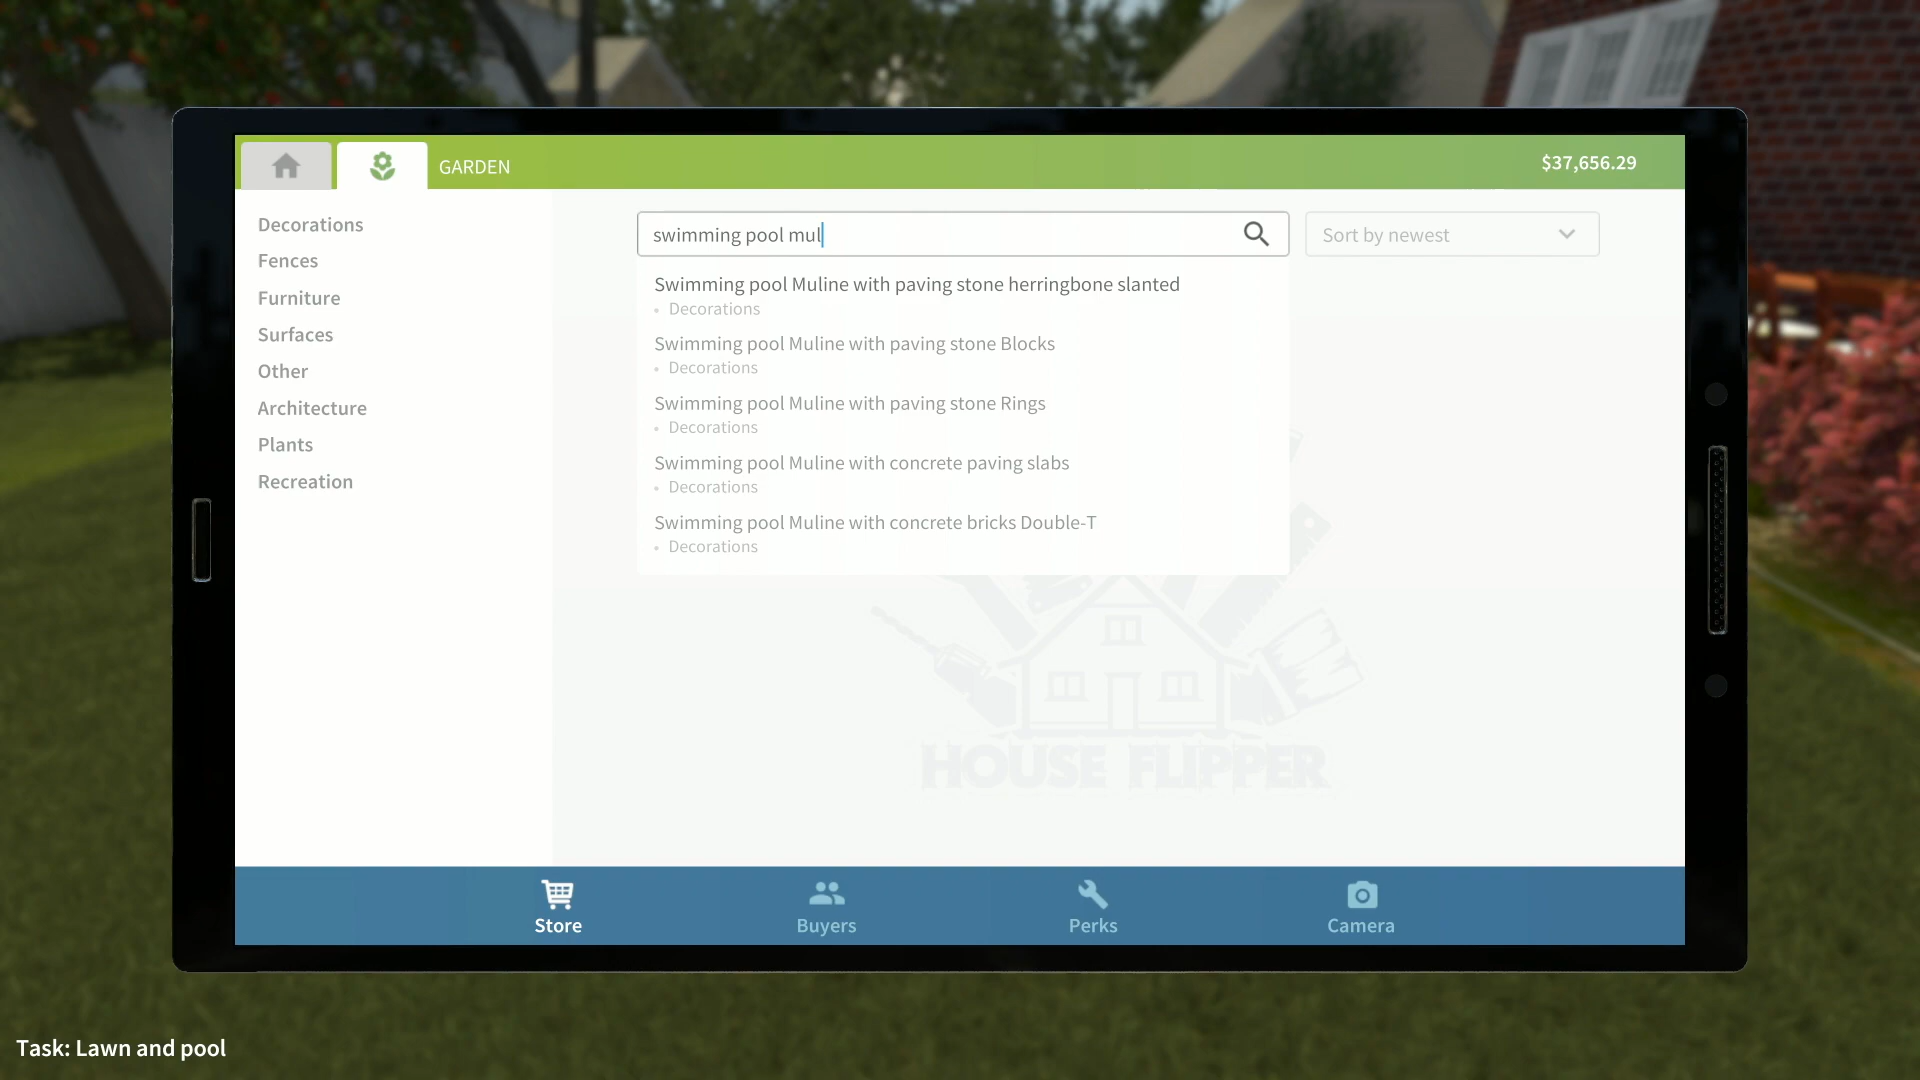 GARDEN
$37,656.29
Decorations
Fences
Furniture
Surfaces
Other
Architecture
Plants
Recreation
swimming pool mul
Sort by newest
Swimming pool Muline with paving stone herringbone slanted
• Decorations
Swimming pool Muline with paving stone Blocks
• Decorations
Swimming pool Muline with paving stone Rings
• Decorations
Swimming pool Muline with concrete paving slabs
• Decorations
Swimming pool Muline with concrete bricks Double-T
• Decorations
HOUSE FLIPPER
Store
Buyers
Perks
Camera
Task: Lawn and pool